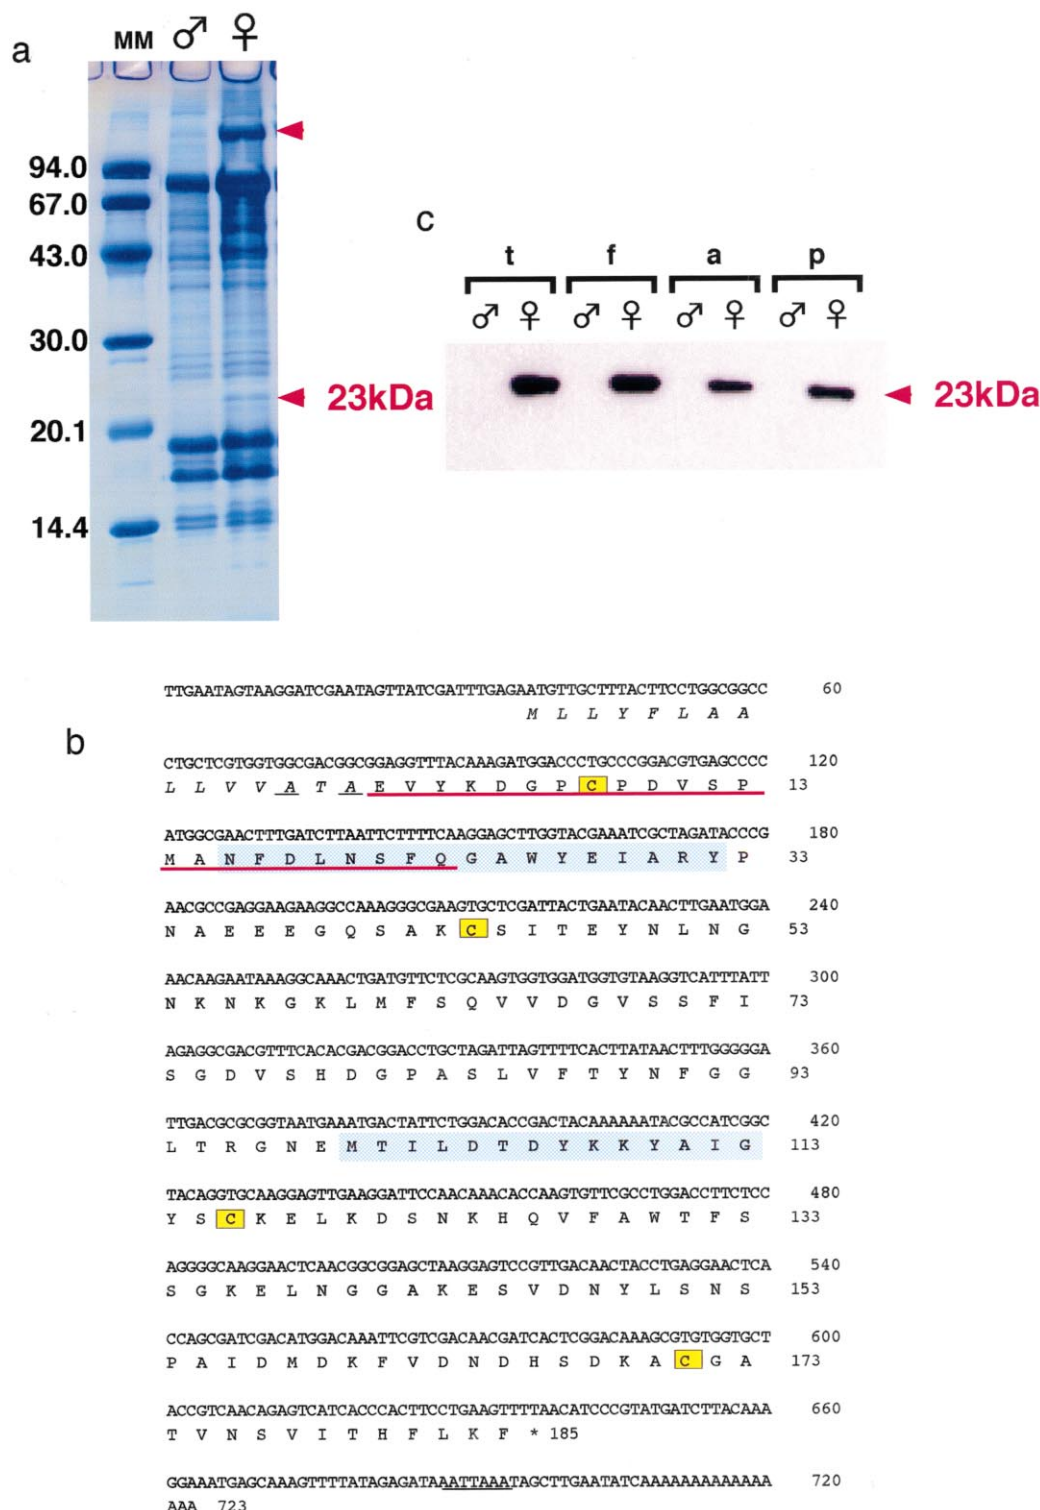 a
MM ♂ ♀
94.0
67.0
43.0
30.0
23kDa
20.1
14.4
c
t f a p
♂ ♀ ♂ ♀ ♂ ♀ ♂ ♀
23kDa
b
TTGAATAGTAAGGATCGAATAGTTATCGATTTGAGAATGTTGCTTTACTTCCTGGCGGCC 60
M L L Y F L A A
CTGCTCGTGGTGGCGACGGCGGAGGTTTACAAAGATGGACCCTGCCCGGACGTGAGCCCC 120
L L V V A T A E V Y K D G P C P D V S P 13
ATGGCGAACTTTGATCTTAATTCTTTTCAAGGAGCTTGGTACGAAATCGCTAGATACCCG 180
M A N F D L N S F Q G A W Y E I A R Y P 33
AACGCCGAGGAAGAAGGCCAAAGGGCGAAGTGCTCGATTACTGAATACAACTTGAATGGA 240
N A E E E G Q S A K C S I T E Y N L N G 53
AACAAGAATAAAGGCAAACTGATGTTCTCGCAAGTGGTGGATGGTGTAAGGTCATTTATT 300
N K N K G K L M F S Q V V D G V S S F I 73
AGAGGCGACGTTTCACACGACGGACCTGCTAGATTAGTTTTCACTTATAACTTTGGGGGA 360
S G D V S H D G P A S L V F T Y N F G G 93
TTGACGCGCGGTAATGAAATGACTATTCTGGACACCGACTACAAAAAATACGCCATCGGC 420
L T R G N E M T I L D T D Y K K Y A I G 113
TACAGGTGCAAGGAGTTGAAGGATTCCAACAAACACCAAGTGTTCGCCTGGACCTTCTCC 480
Y S C K E L K D S N K H Q V F A W T F S 133
AGGGGCAAGGAACTCAACGGCGGAGCTAAGGAGTCCGTTGACAACTACCTGAGGAACTCA 540
S G K E L N G G A K E S V D N Y L S N S 153
CCAGCGATCGACATGGACAAATTCGTCGACAACGATCACTCGGACAAAGCGTGTGGTGCT 600
P A I D M D K F V D N D H S D K A C G A 173
ACCGTCAACAGAGTCATCACCCACTTCCTGAAGTTTTAACATCCCGTATGATCTTACAAA 660
T V N S V I T H F L K F * 185
GGAAATGAGCAAAGTTTTATAGAGATAAATTAAATAGCTTGAATATCAAAAAAAAAAAAA 720
AAA 723